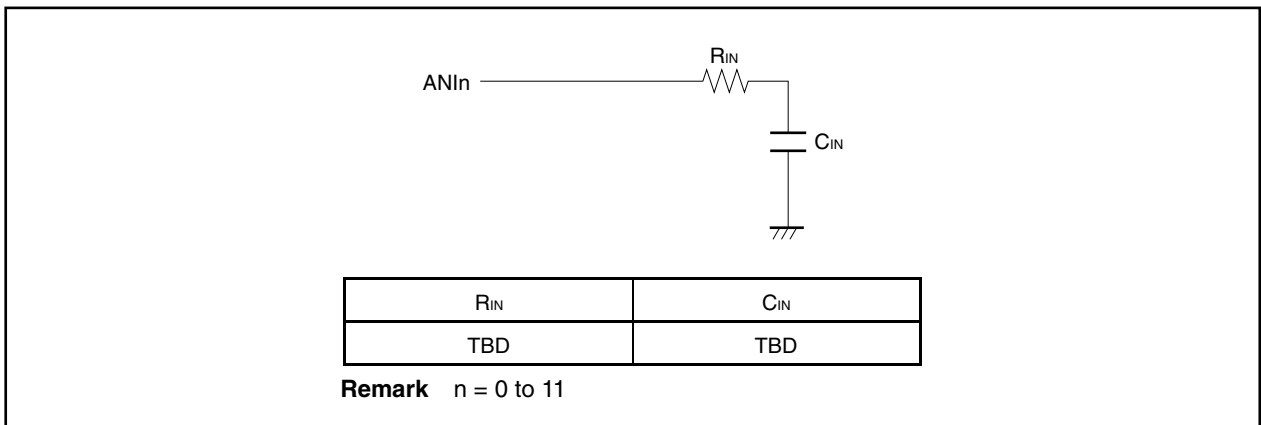 RIN
ANIn
CIN
RIN CIN
TBD TBD
Remark n = 0 to 11